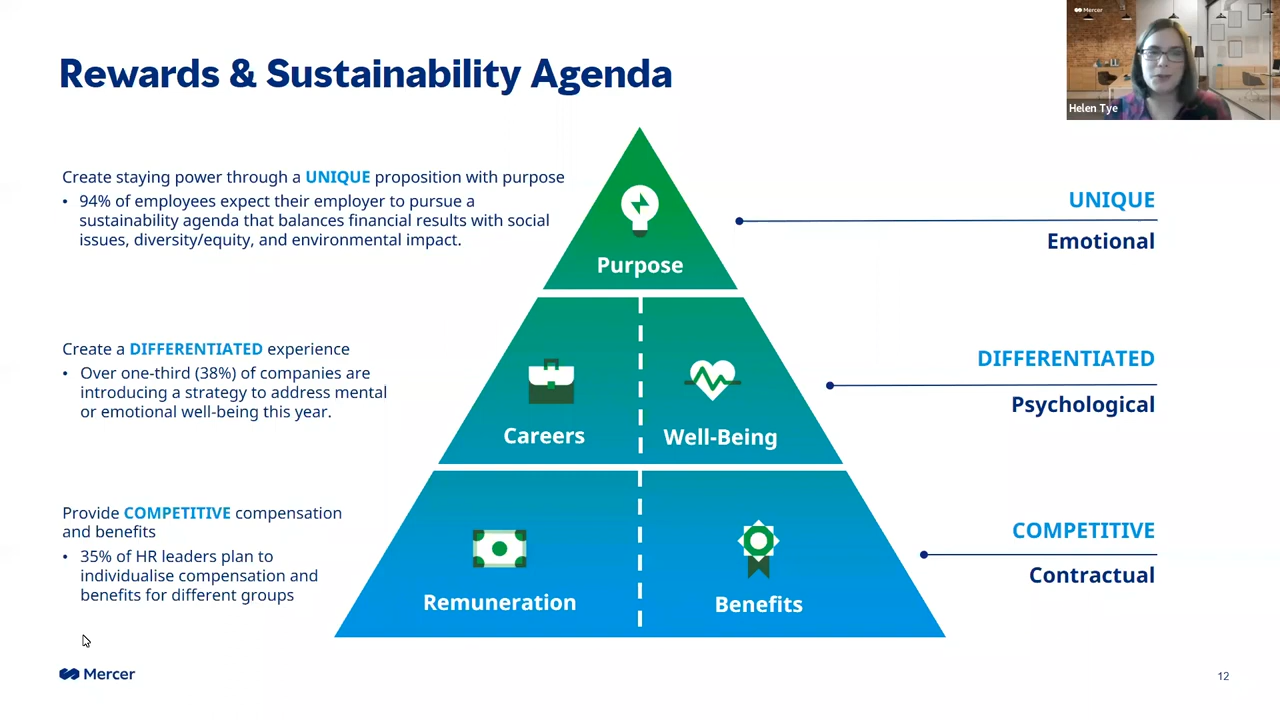 Mercer
Helen Tye
Rewards & Sustainability Agenda
Create staying power through a UNIQUE proposition with purpose
• 94% of employees expect their employer to pursue a
sustainability agenda that balances financial results with social
issues, diversity/equity, and environmental impact.
Purpose
UNIQUE
Emotional
Create a DIFFERENTIATED experience
• Over one-third (38%) of companies are
introducing a strategy to address mental
or emotional well-being this year.
Careers
Well-Being
DIFFERENTIATED
Psychological
Provide COMPETITIVE compensation
and benefits
• 35% of HR leaders plan to
individualise compensation and
benefits for different groups
Remuneration
Benefits
COMPETITIVE
Contractual
Mercer
12